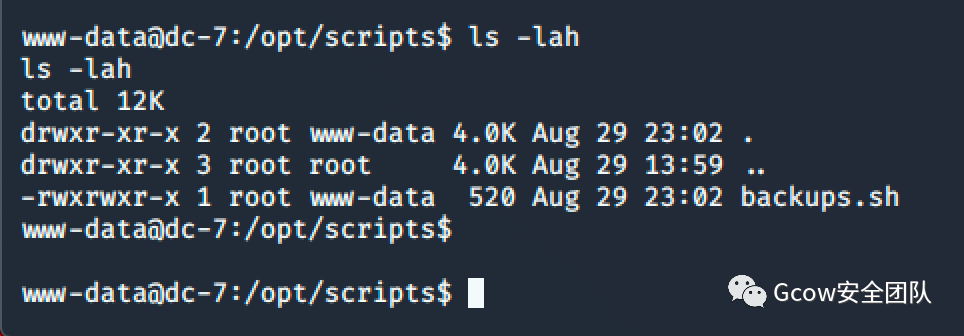 www-data@dc-7:/opt/scripts$ ls -lah
ls -lah
total 12K
drwxr-xr-x 2 root www-data 4.0K Aug 29 23:02 .
drwxr-xr-x 3 root root     4.0K Aug 29 13:59 ..
-rwxrwxr-x 1 root www-data  520 Aug 29 23:02 backups.sh
www-data@dc-7:/opt/scripts$
www-data@dc-7:/opt/scripts$
Gcow安全团队